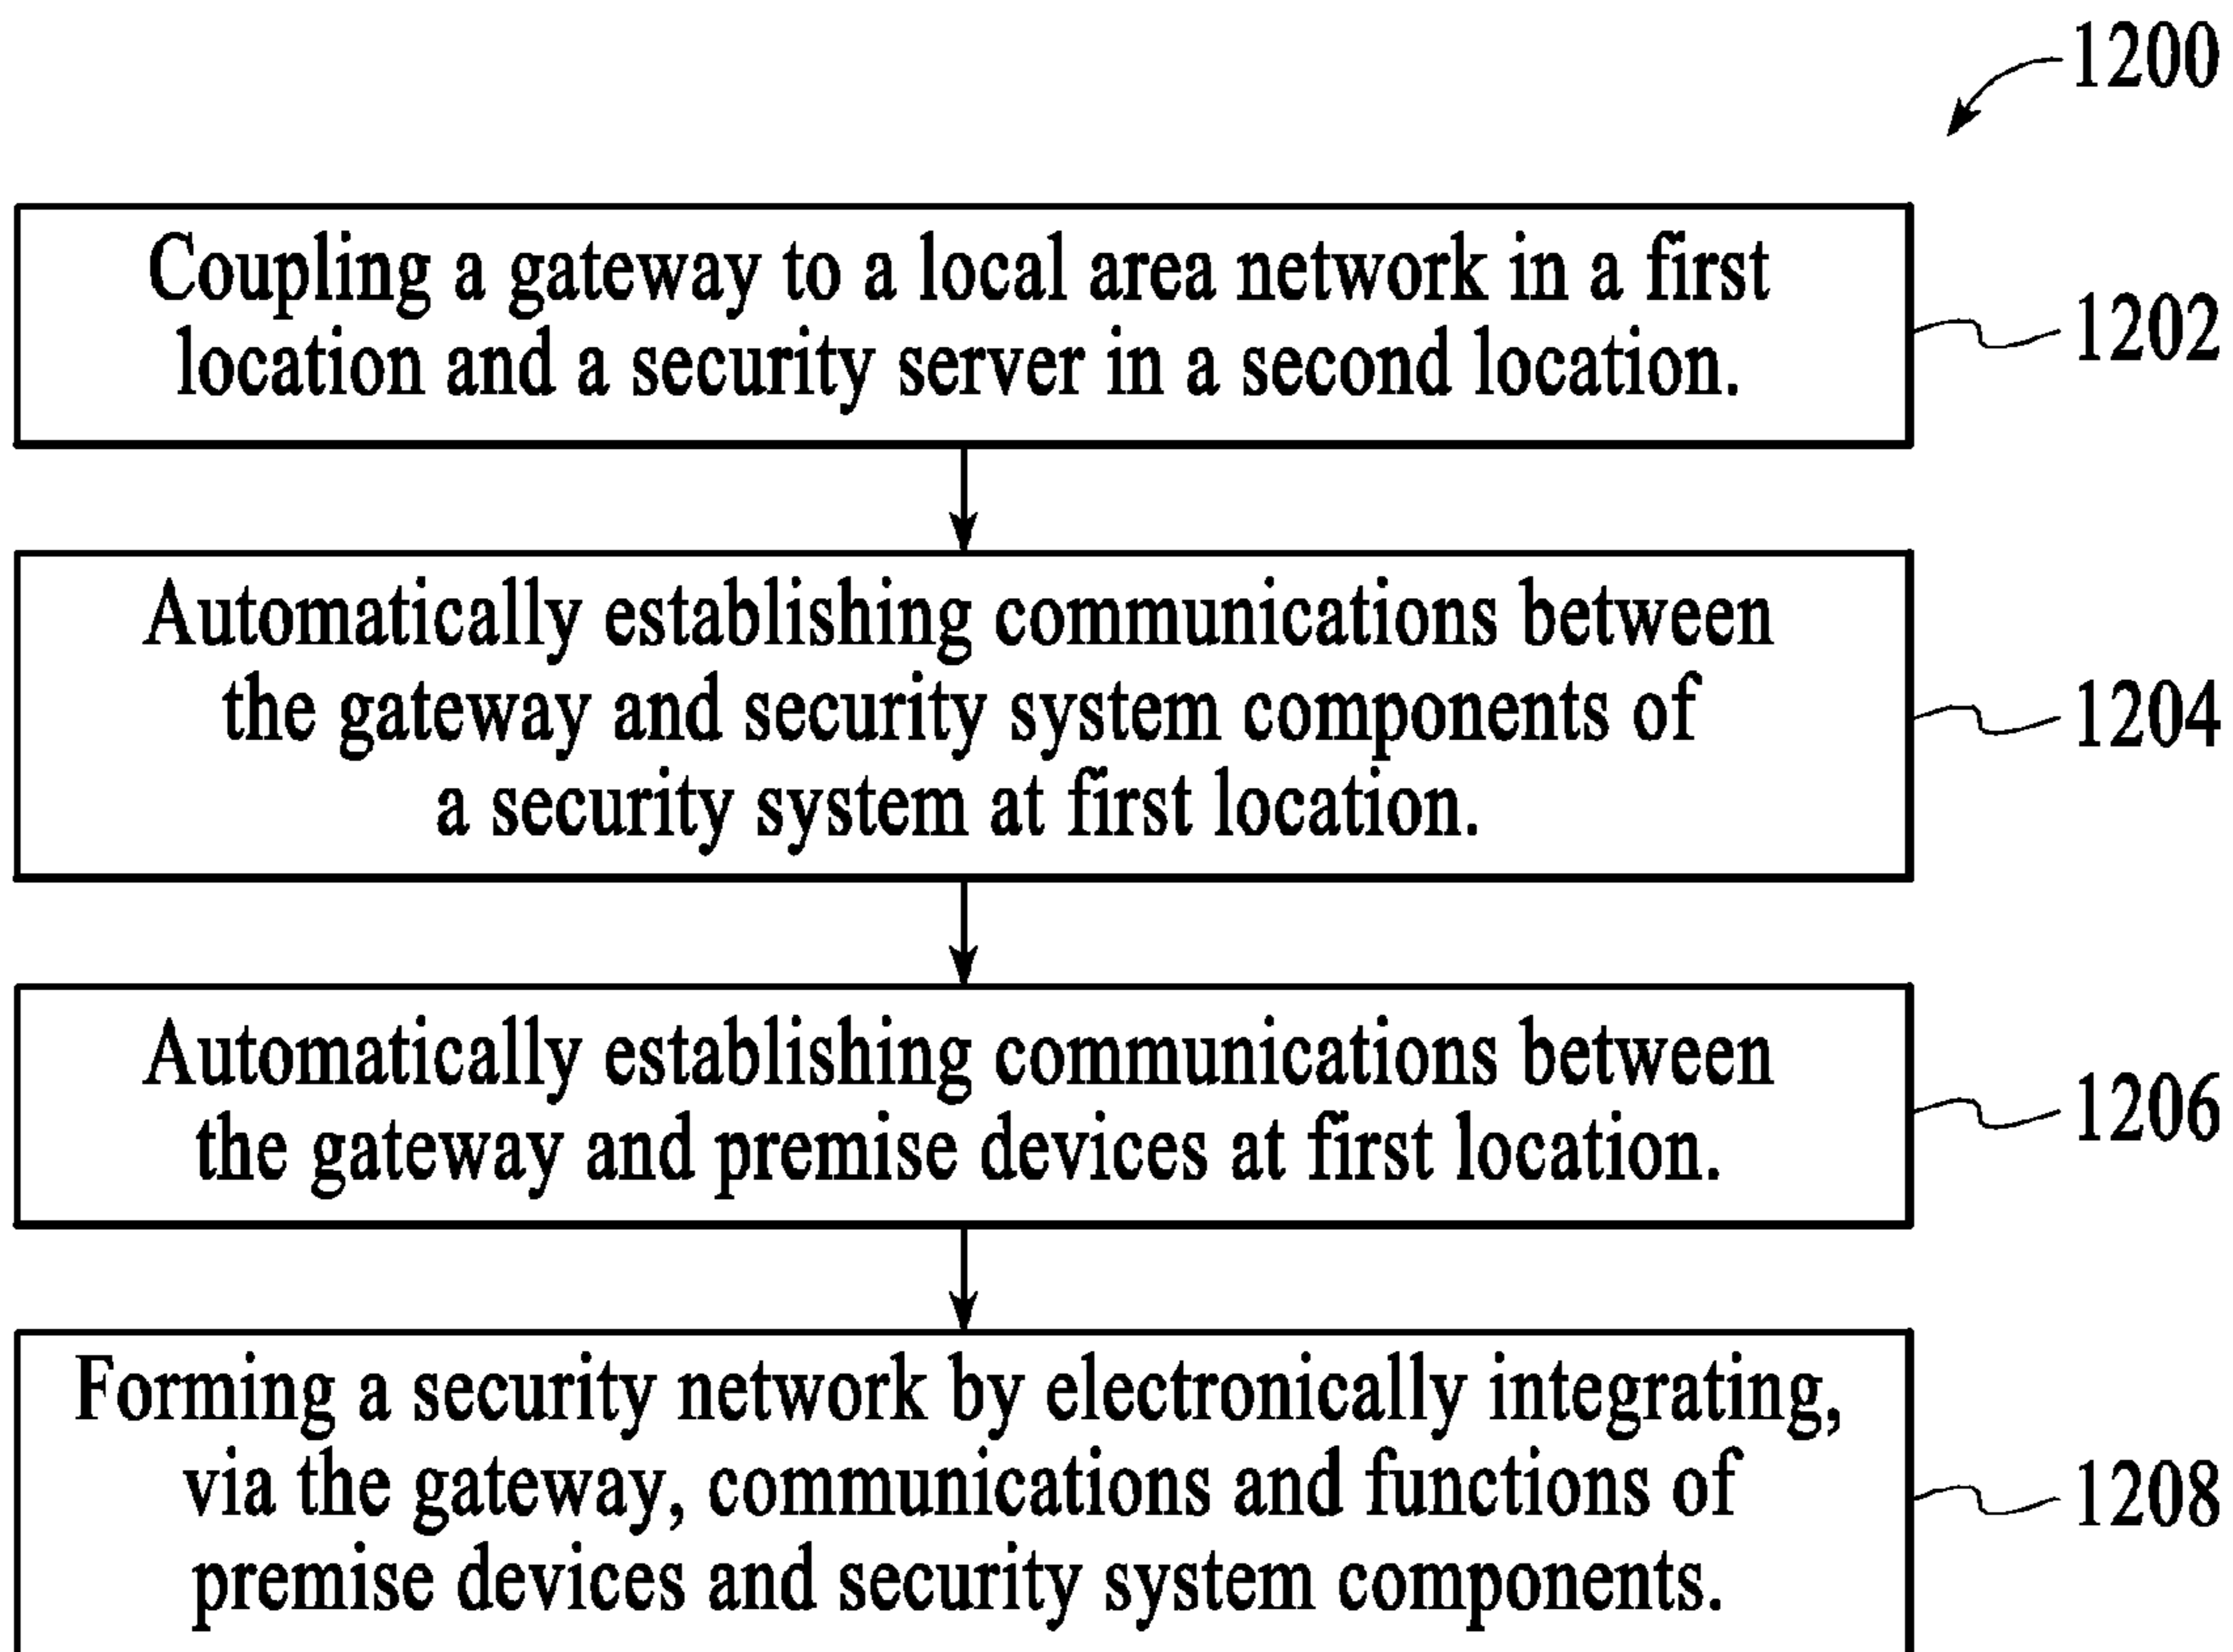 1200
Coupling a gateway to a local area network in a first
location and a security server in a second location.
1202
Automatically establishing communications between
the gateway and security system components of
a security system at first location.
1204
Automatically establishing communications between
the gateway and premise devices at first location.
1206
Forming a security network by electronically integrating,
via the gateway, communications and functions of
premise devices and security system components.
1208